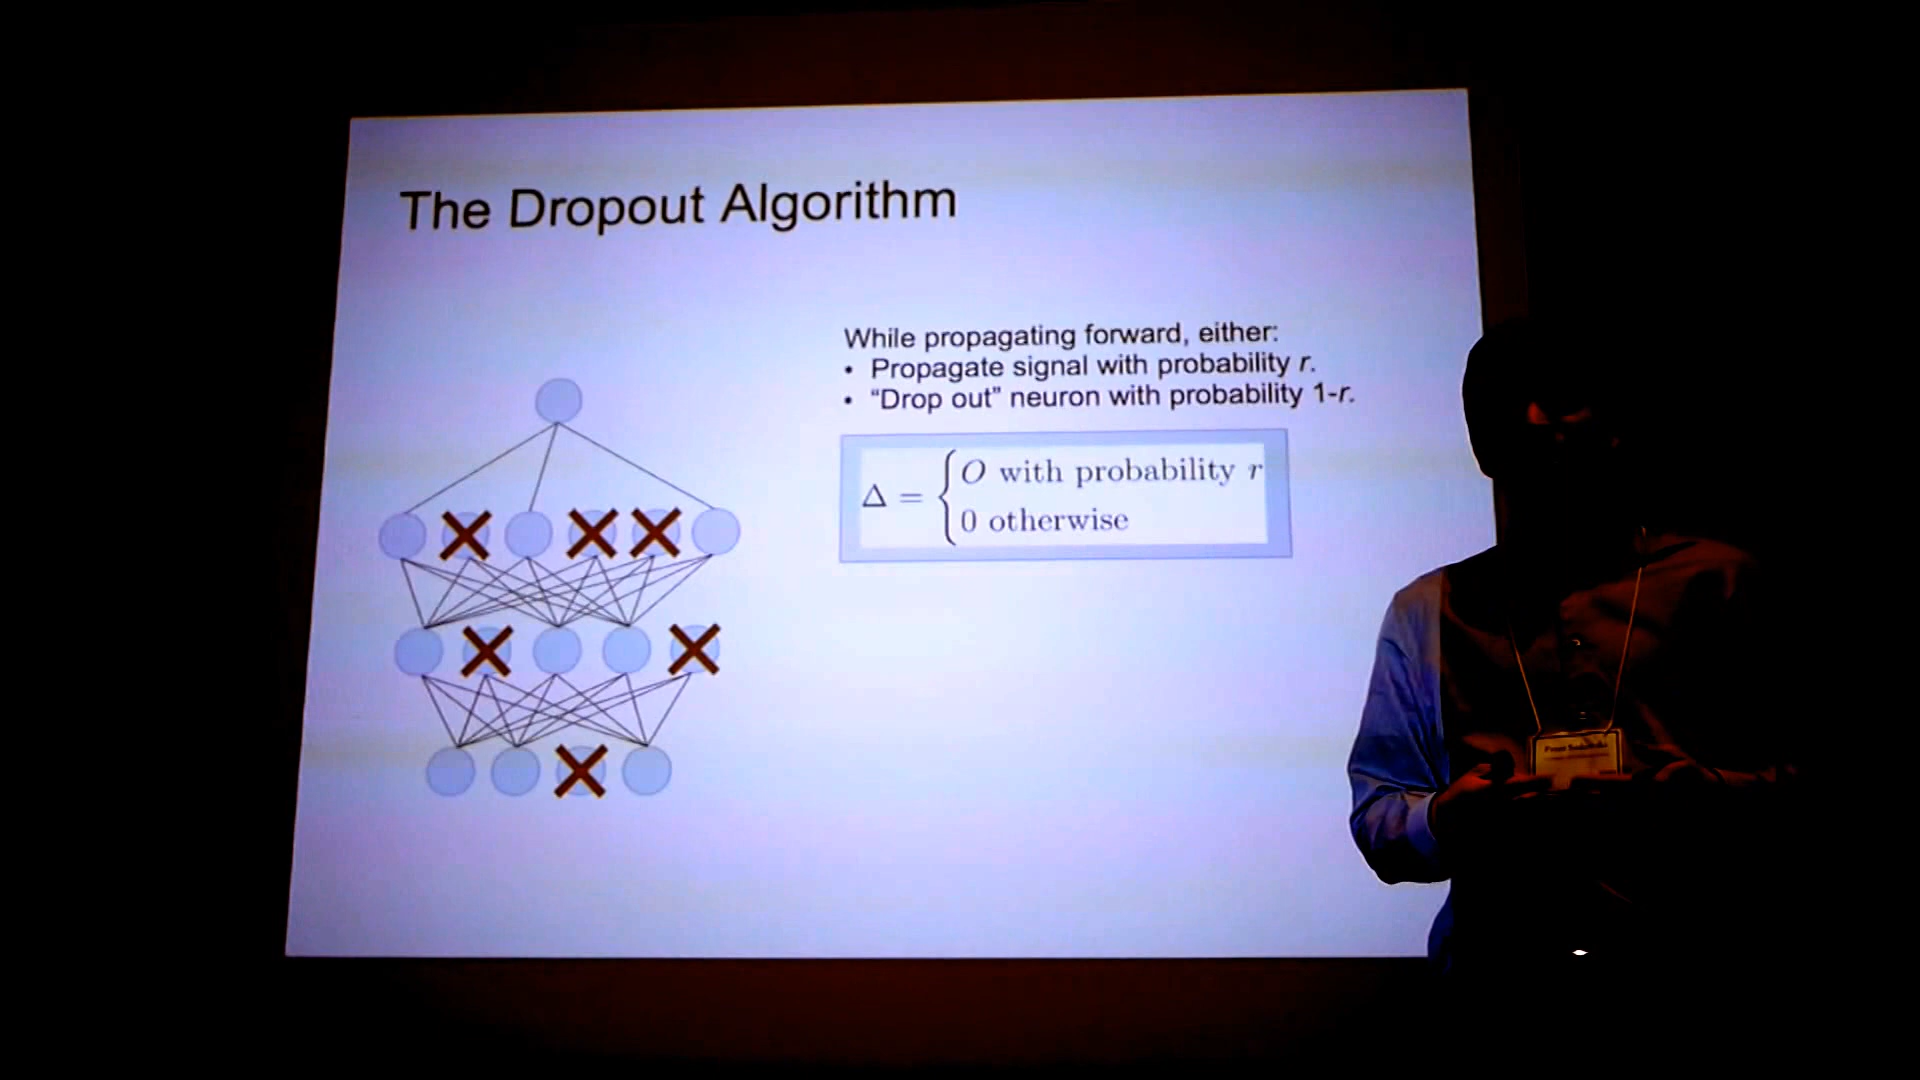 The Dropout Algorithm
While propagating forward, either:
• Propagate signal with probability r.
• “Drop out” neuron with probability 1-r.
Δ = { O with probability r
0 otherwise